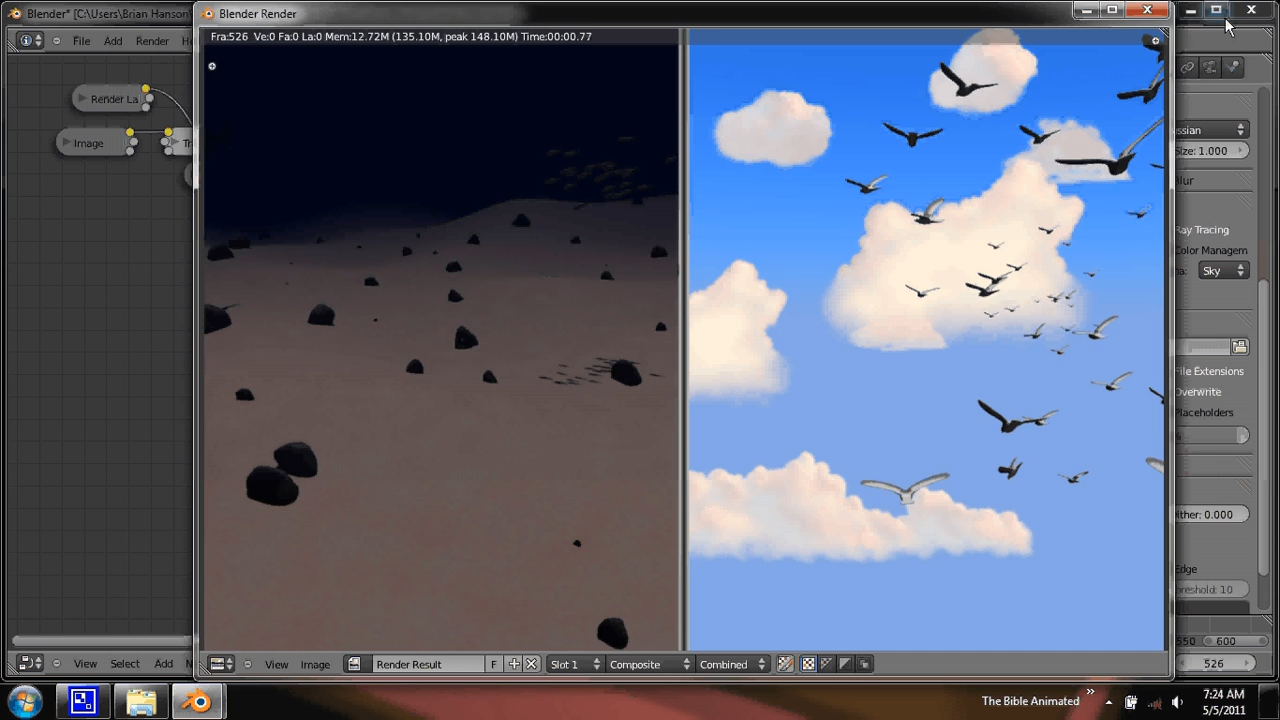 Blender* [C:\Users\Brian Hanson\
Blender Render
File Add Render
Fra:526 Ve:0 Fa:0 La:0 Mem:12.72M (135.10M, peak 148.10M) Time:00:00.77
Render La
Image
ssian
Size: 1.000
Blur
Ray Tracing
Color Managem
Sky
File Extensions
Overwrite
Placeholders
Dither: 0.000
Edge
hreshold: 10
550 600
View Select Add
View Image Render Result F Slot 1 Composite Combined
526
The Bible Animated
7:24 AM
5/5/2011